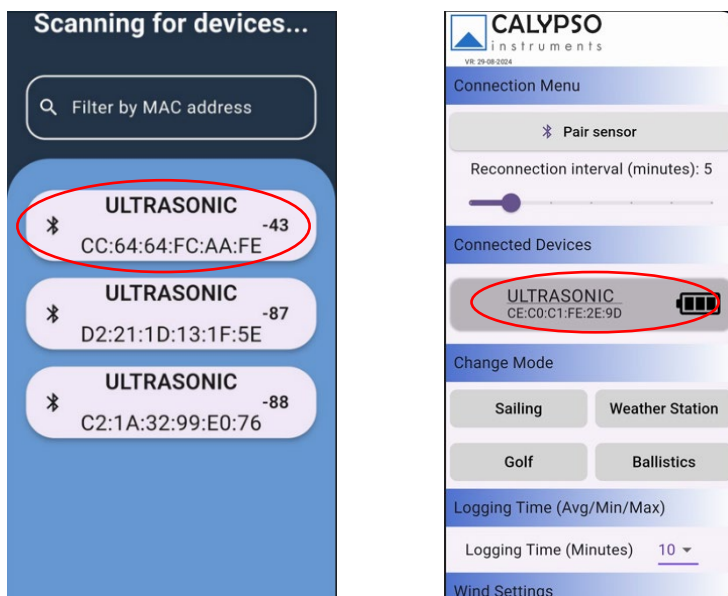 Scanning for devices...
Filter by MAC address
ULTRASONIC
-43
CC:64:64:FC:AA:FE
ULTRASONIC
-87
D2:21:1D:13:1F:5E
ULTRASONIC
-88
C2:1A:32:99:E0:76
CALYPSO
instruments
VR: 29-08-2024
Connection Menu
Pair sensor
Reconnection interval (minutes): 5
Connected Devices
ULTRASONIC
CE:C0:C1:FE:2E:9D
Change Mode
Sailing Weather Station
Golf Ballistics
Logging Time (Avg/Min/Max)
Logging Time (Minutes) 10
Wind Settings